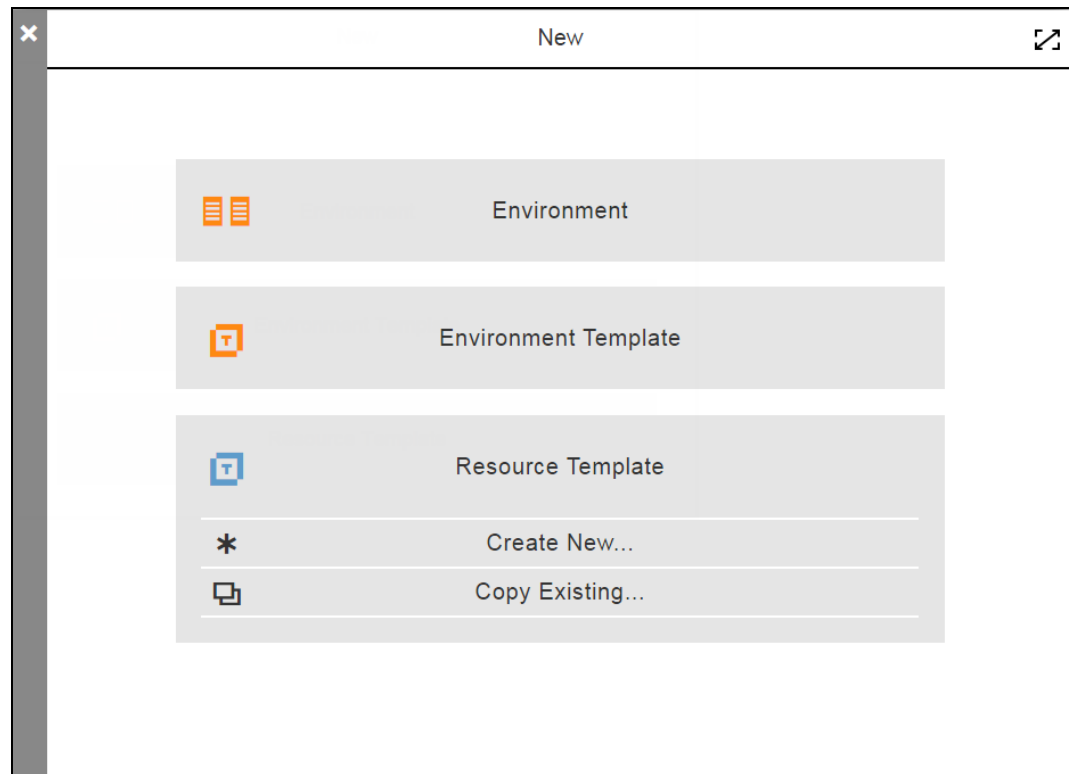 New
Environment
Environment Template
Resource Template
Create New...
Copy Existing...